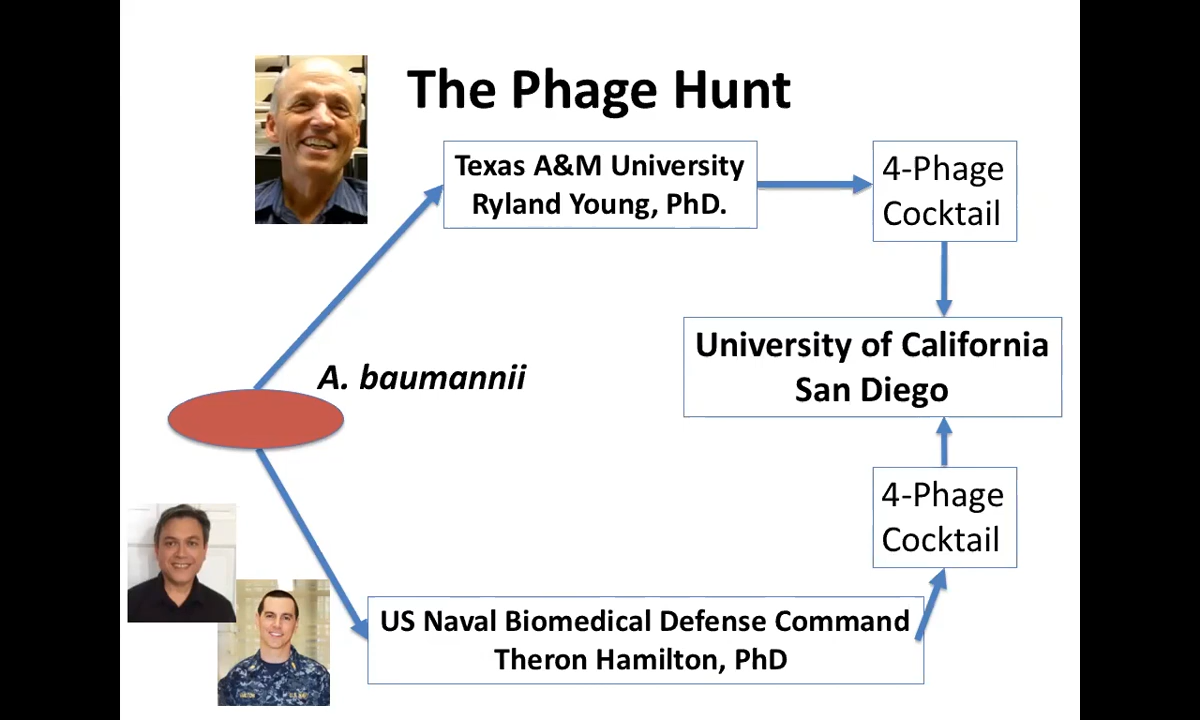 The Phage Hunt
Texas A&M University
Ryland Young, PhD.
4-Phage
Cocktail
University of California
San Diego
A. baumannii
4-Phage
Cocktail
US Naval Biomedical Defense Command
Theron Hamilton, PhD